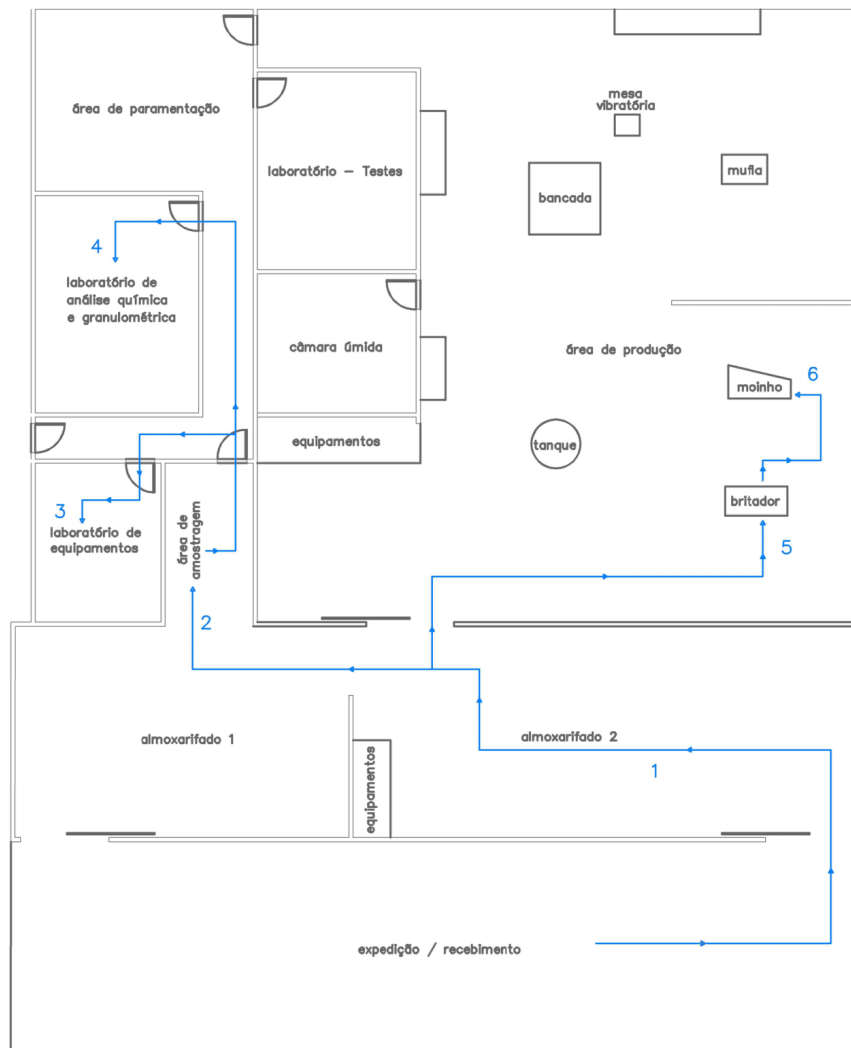 área de paramentação
laboratório – Testes
mesa
vibratória
bancada
mufla
4
laboratório de
análise química
e granulométrica
câmara úmida
área de produção
6
moinho
equipamentos
tanque
britador
3
laboratório de
equipamentos
área de
amostragem
5
2
almoxarifado 1
almoxarifado 2
equipamentos
1
expedição / recebimento